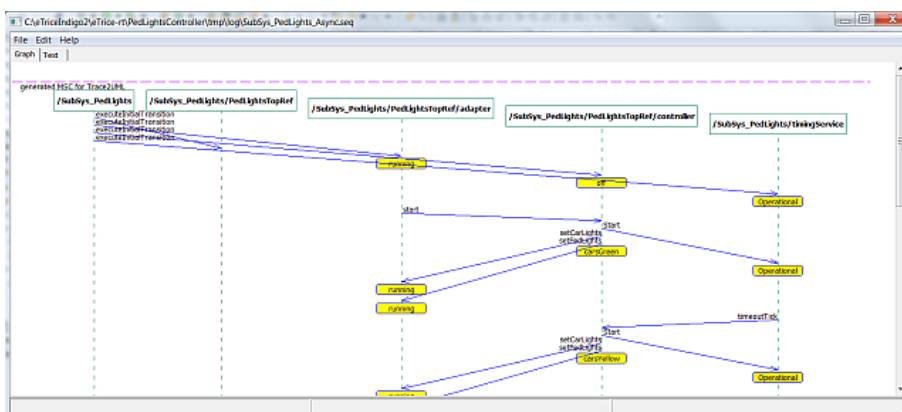 C:\eTriceIndigo2\eTrice-rt\PedLightsController\tmp\log\SubSys_PedLights_Async.seq
File Edit Help
Graph Text
generated MSC for Trace2UML
/SubSys_PedLights
/SubSys_PedLights/PedLightsTopRef
/SubSys_PedLights/PedLightsTopRef/adapter
/SubSys_PedLights/PedLightsTopRef/controller
/SubSys_PedLights/timingService
executeInitialTransition
executeInitialTransition
executeInitialTransition
executeInitialTransition
running
off
Operational
start
Start
setCarLights
setPedLights
carsGreen
Operational
running
running
timeoutTick
Start
setCarLights
setPedLights
carsYellow
Operational
running